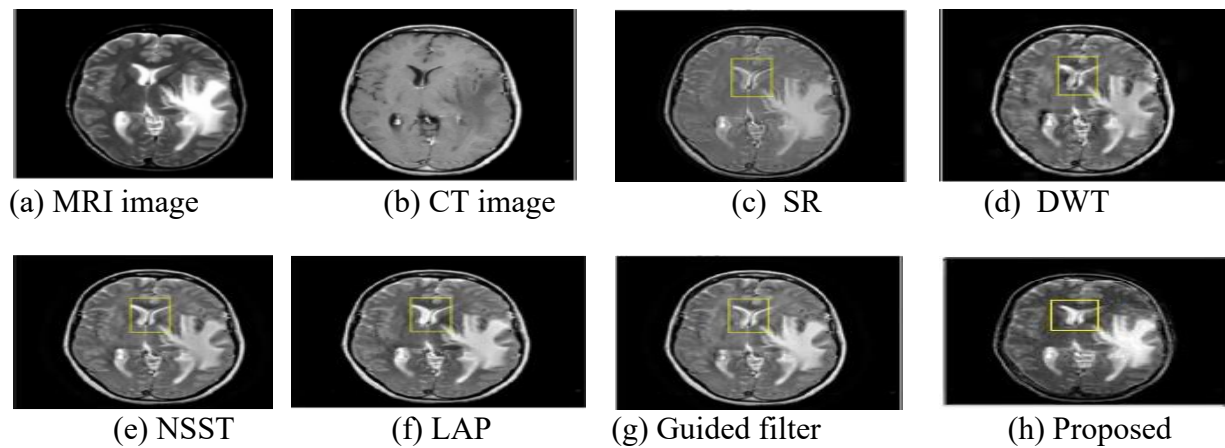 (a) MRI image (b) CT image (c) SR (d) DWT
(e) NSST (f) LAP (g) Guided filter (h) Proposed